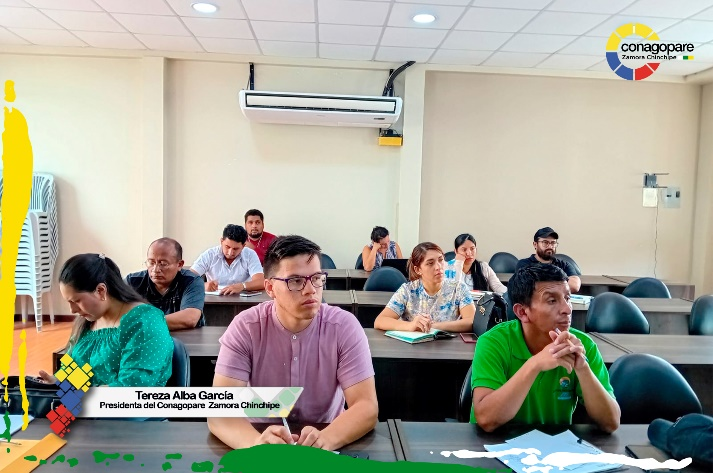 conagopare
Zamora Chinchipe
Tereza Alba García
Presidenta del Conagopare Zamora Chinchipe